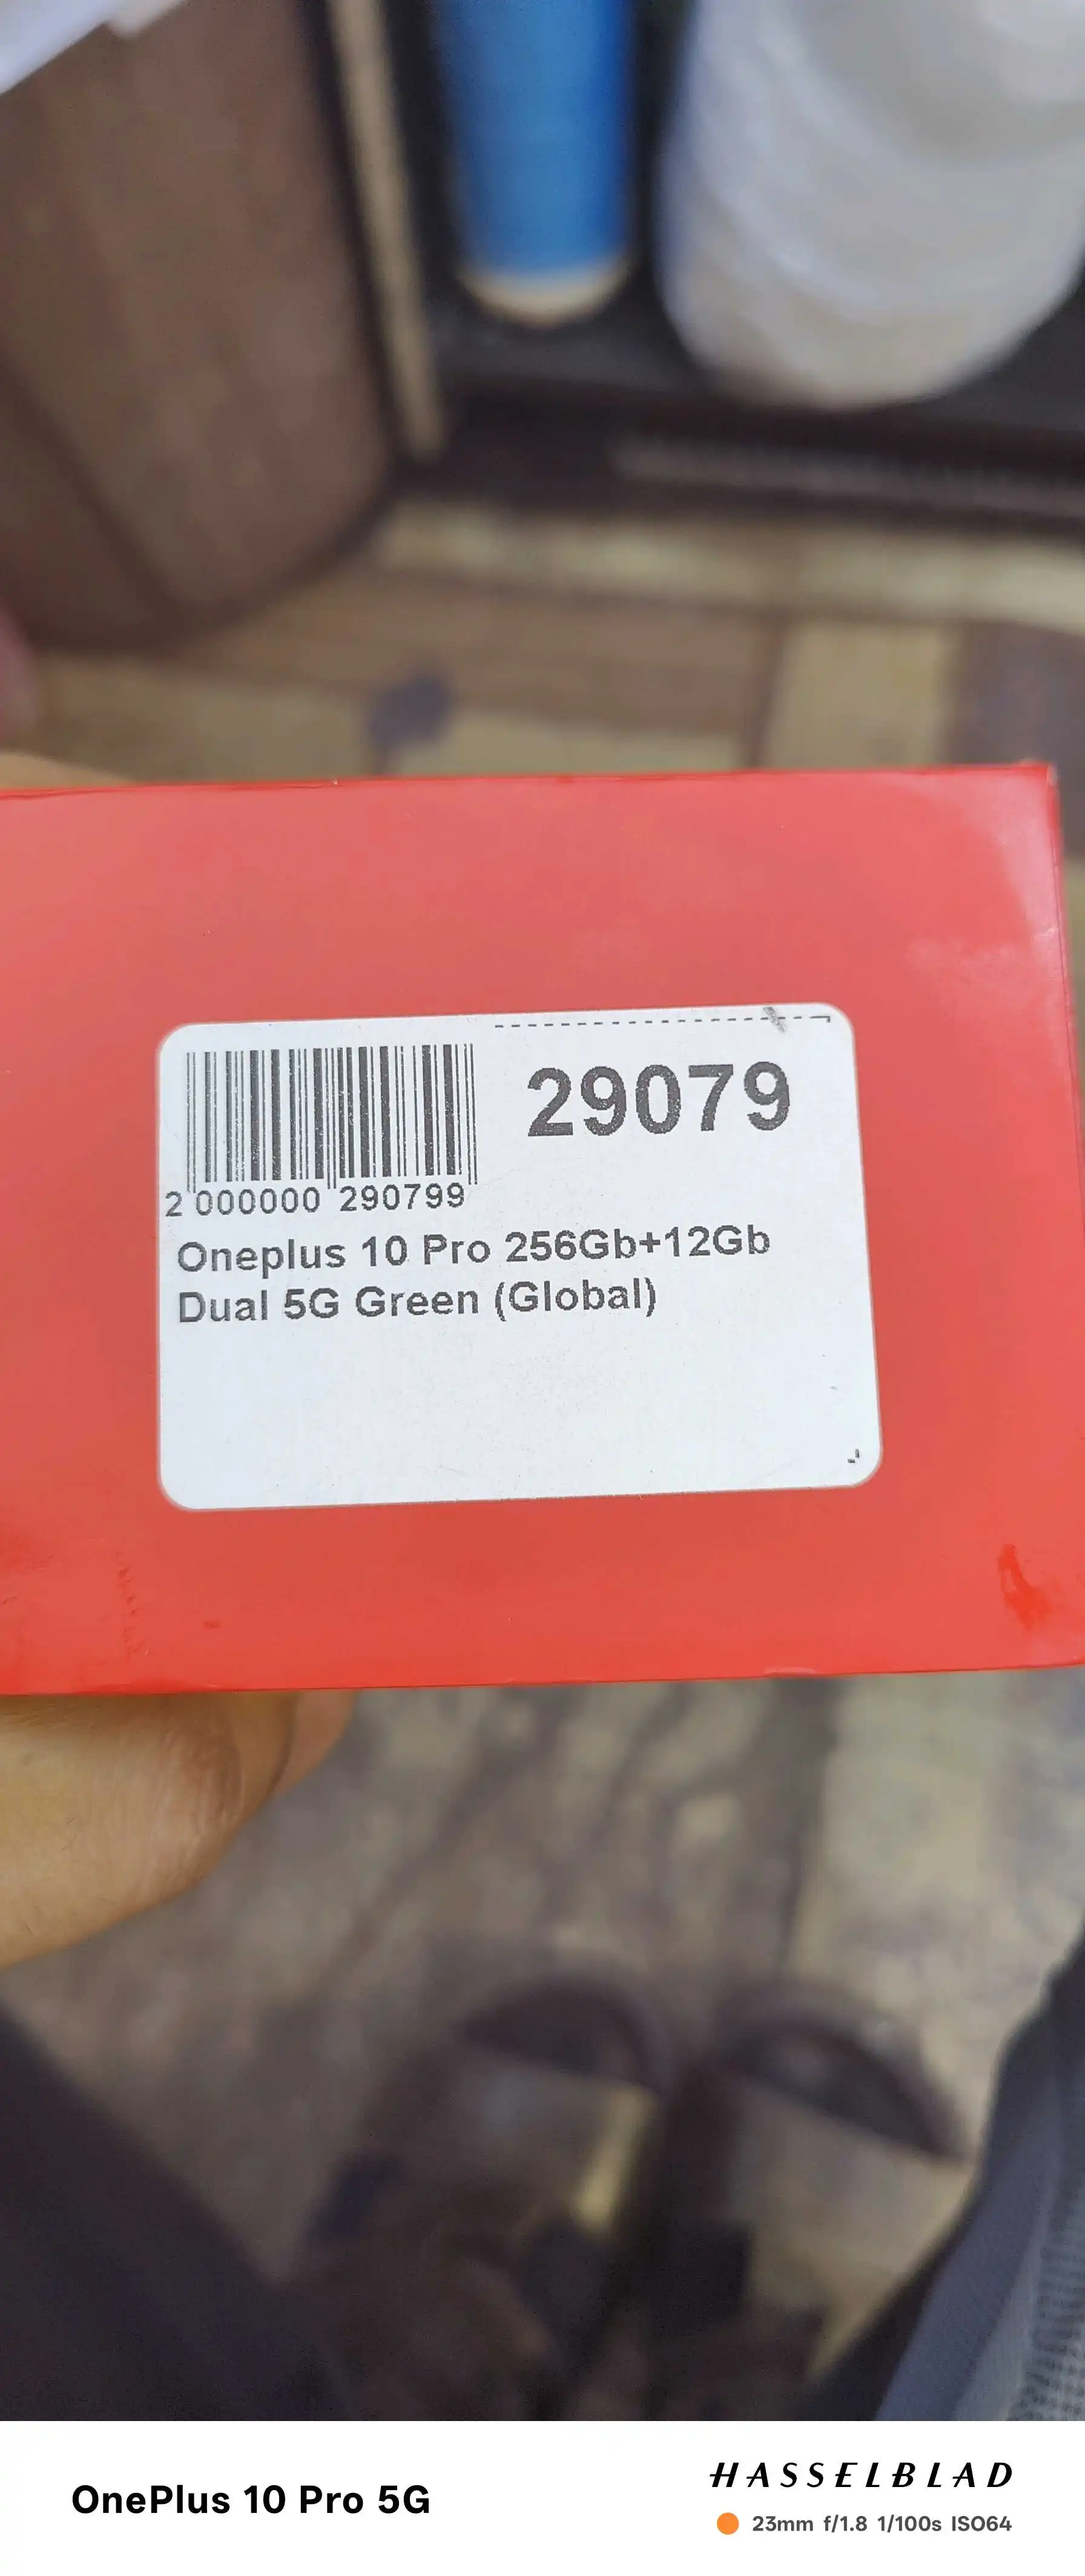 29079
2 000000 290799
Oneplus 10 Pro 256Gb+12Gb
Dual 5G Green (Global)
OnePlus 10 Pro 5G
HASSELBLAD
23mm f/1.8 1/100s ISO64